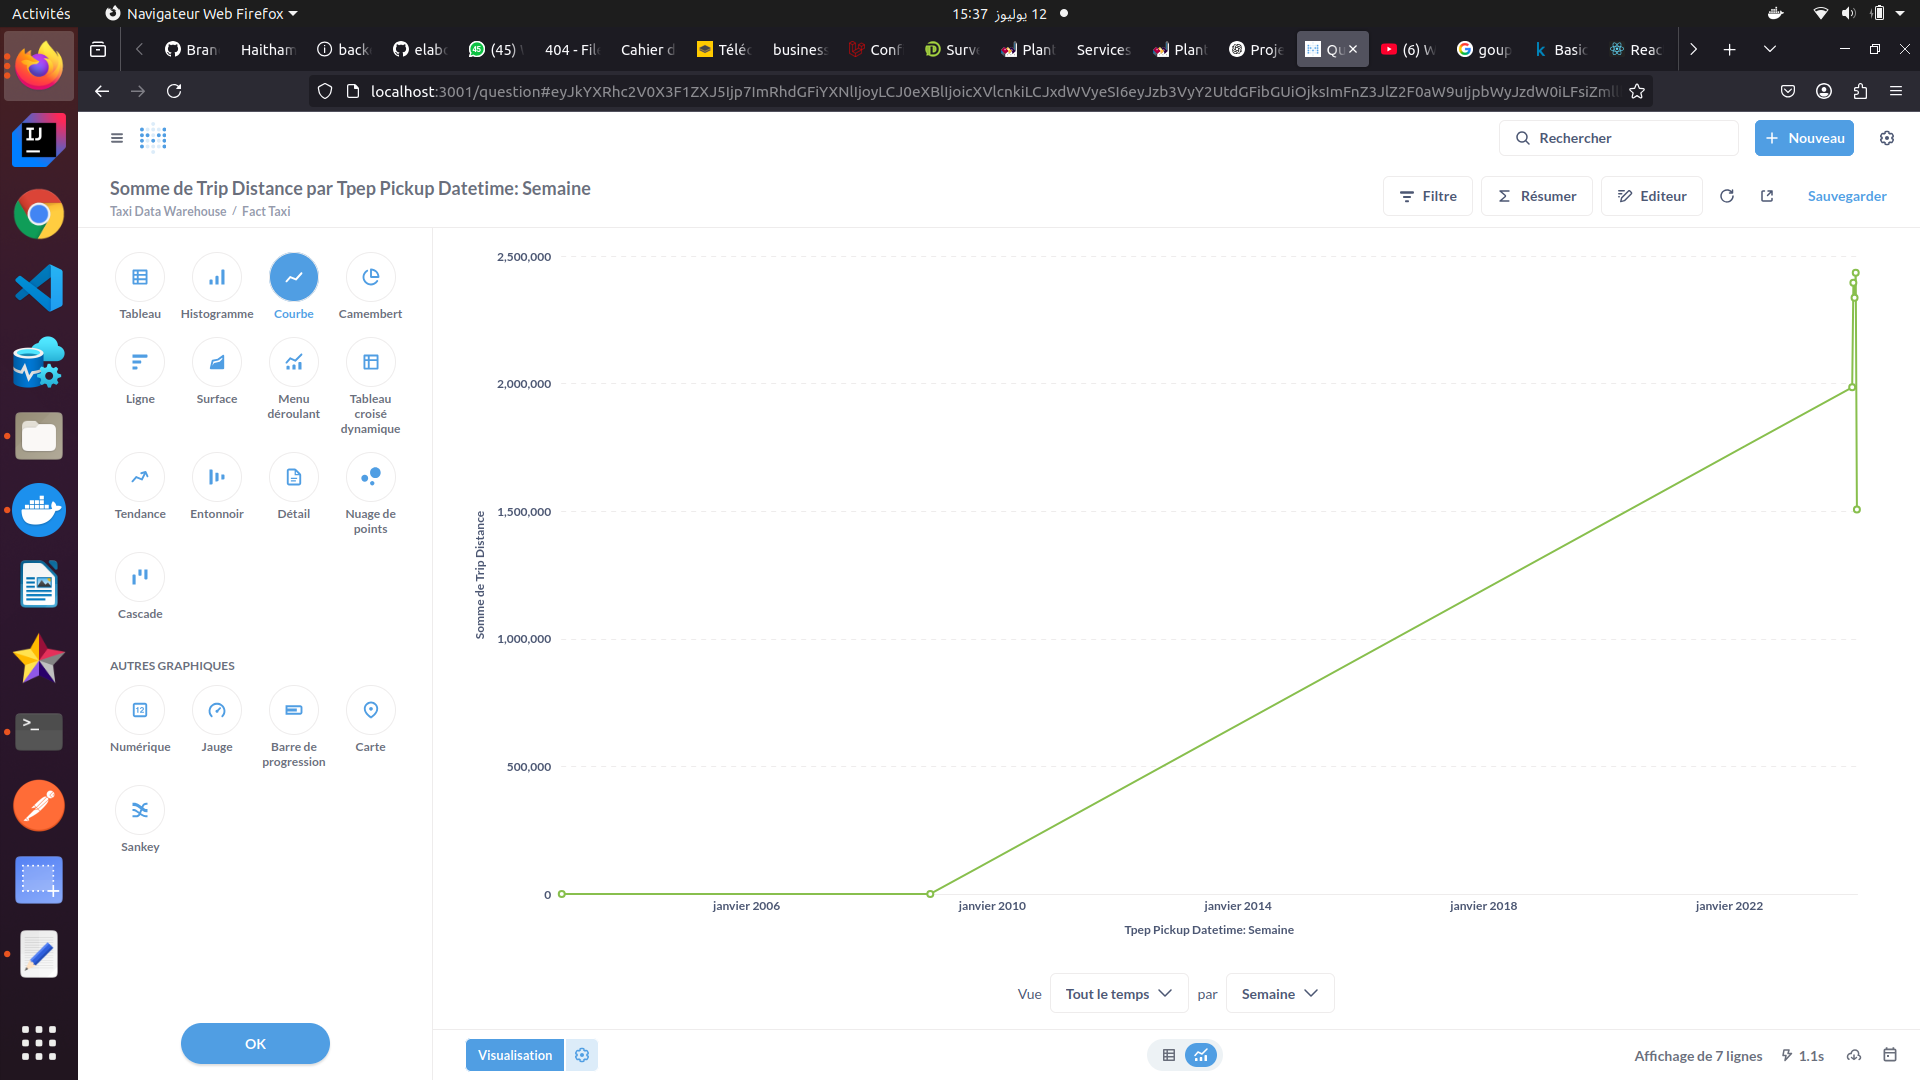 Activités
Navigateur Web Firefox
12 يوليوز 15:37
Bran
Haitham
back
elabo
(45)
404 - File
Cahier d
Téléc
business
Conf
Surve
Plant
Services
Plant
Proje
Qu
(6) W
goup
Basic
Reac
localhost:3001/question#eyJkYXRhc2V0X3F1ZXJ5Ijp7ImRhdGFiYXNlIjoyLCJ0eXBlIjoicXVlcnkiLCJxdWVyeSI6eyJzb3VyY2UtdGFibGUiOjksImFnZ3JlZ2F0aW9uIjpbWyJzdW0iLFsiZmll
Rechercher
Nouveau
Somme de Trip Distance par Tpep Pickup Datetime: Semaine
Taxi Data Warehouse / Fact Taxi
Filtre
Résumer
Editeur
Sauvegarder
Tableau
Histogramme
Courbe
Camembert
Ligne
Surface
Menu déroulant
Tableau croisé dynamique
Tendance
Entonnoir
Détail
Nuage de points
Cascade
AUTRES GRAPHIQUES
Numérique
Jauge
Barre de progression
Carte
Sankey
OK
2,500,000
2,000,000
1,500,000
1,000,000
500,000
0
Somme de Trip Distance
janvier 2006
janvier 2010
janvier 2014
janvier 2018
janvier 2022
Tpep Pickup Datetime: Semaine
Vue
Tout le temps
par
Semaine
Visualisation
Affichage de 7 lignes
1.1s